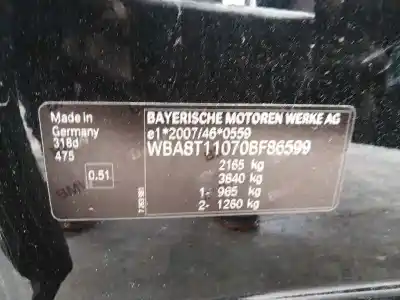 Made in
Germany
318d
475
0.51
BAYERISCHE MOTOREN WERKE AG
e1*2007/46*0559
WBA8T11070BF86599
2165 kg
3840 kg
1- 965 kg
2- 1260 kg